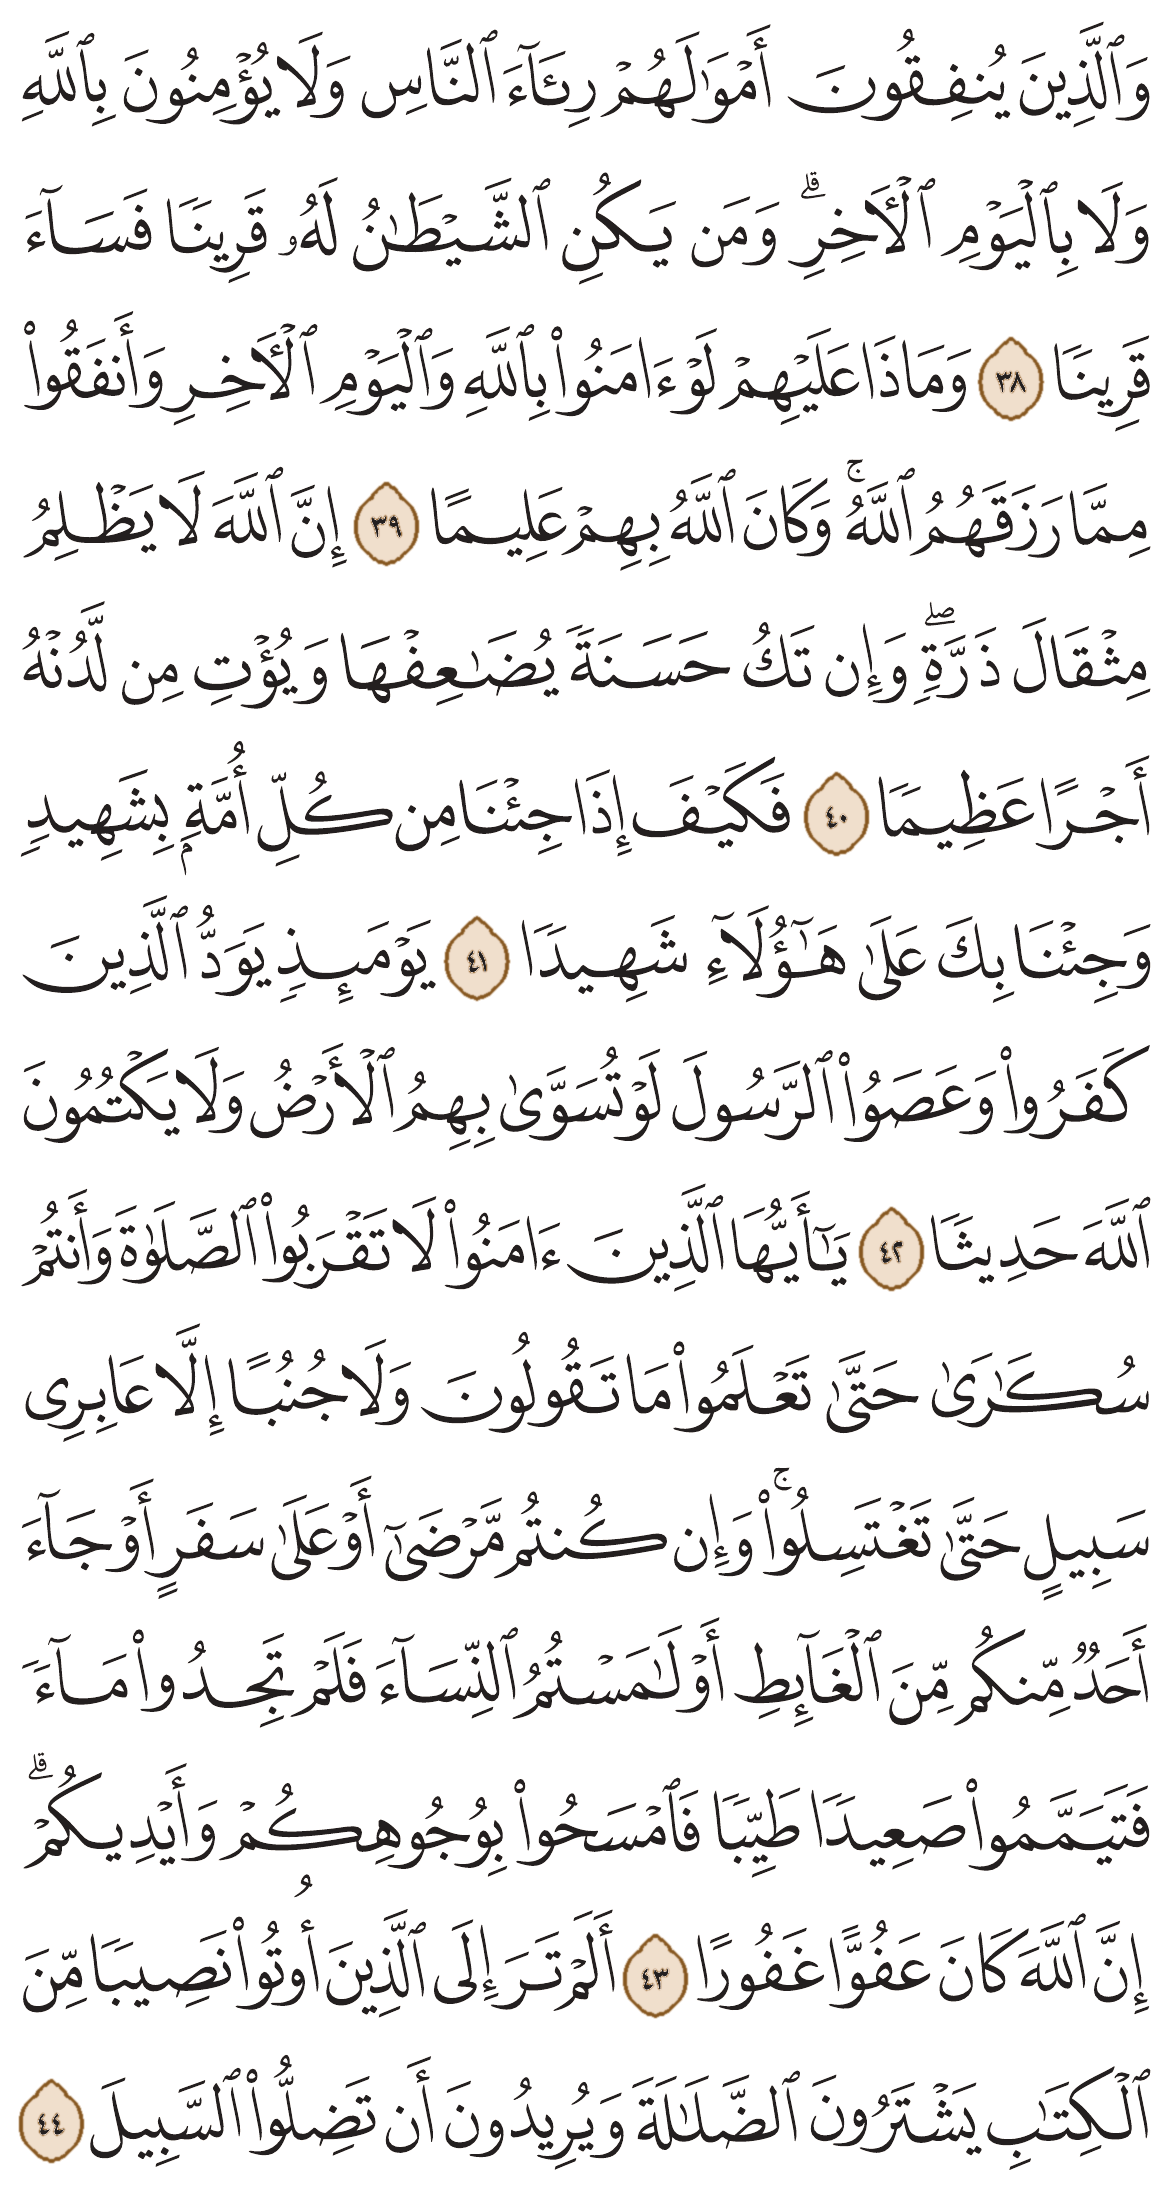 وَٱلَّذِينَ يُنفِقُونَ أَمۡوَٰلَهُمۡ رِئَآءَ ٱلنَّاسِ وَلَا يُؤۡمِنُونَ بِٱللَّهِ
وَلَا بِٱلۡيَوۡمِ ٱلۡأٓخِرِۗ وَمَن يَكُنِ ٱلشَّيۡطَٰنُ لَهُۥ قَرِينٗا فَسَآءَ
قَرِينٗا ٣٨ وَمَاذَا عَلَيۡهِمۡ لَوۡ ءَامَنُواْ بِٱللَّهِ وَٱلۡيَوۡمِ ٱلۡأٓخِرِ وَأَنفَقُواْ
مِمَّا رَزَقَهُمُ ٱللَّهُۚ وَكَانَ ٱللَّهُ بِهِمۡ عَلِيمًا ٣٩ إِنَّ ٱللَّهَ لَا يَظۡلِمُ
مِثۡقَالَ ذَرَّةٖۖ وَإِن تَكُ حَسَنَةٗ يُضَٰعِفۡهَا وَيُؤۡتِ مِن لَّدُنۡهُ
أَجۡرًا عَظِيمٗا ٤٠ فَكَيۡفَ إِذَا جِئۡنَا مِن كُلِّ أُمَّةِۭ بِشَهِيدٖ
وَجِئۡنَا بِكَ عَلَىٰ هَٰٓؤُلَآءِ شَهِيدٗا ٤١ يَوۡمَئِذٖ يَوَدُّ ٱلَّذِينَ
كَفَرُواْ وَعَصَوُاْ ٱلرَّسُولَ لَوۡ تُسَوَّىٰ بِهِمُ ٱلۡأَرۡضُ وَلَا يَكۡتُمُونَ
ٱللَّهَ حَدِيثٗا ٤٢ يَٰٓأَيُّهَا ٱلَّذِينَ ءَامَنُواْ لَا تَقۡرَبُواْ ٱلصَّلَوٰةَ وَأَنتُمۡ
سُكَٰرَىٰ حَتَّىٰ تَعۡلَمُواْ مَا تَقُولُونَ وَلَا جُنُبًا إِلَّا عَابِرِي
سَبِيلٍ حَتَّىٰ تَغۡتَسِلُواْۚ وَإِن كُنتُم مَّرۡضَىٰٓ أَوۡ عَلَىٰ سَفَرٍ أَوۡ جَآءَ
أَحَدٞ مِّنكُم مِّنَ ٱلۡغَآئِطِ أَوۡ لَٰمَسۡتُمُ ٱلنِّسَآءَ فَلَمۡ تَجِدُواْ مَآءٗ
فَتَيَمَّمُواْ صَعِيدٗا طَيِّبٗا فَٱمۡسَحُواْ بِوُجُوهِكُمۡ وَأَيۡدِيكُمۡۗ
إِنَّ ٱللَّهَ كَانَ عَفُوًّا غَفُورًا ٤٣ أَلَمۡ تَرَ إِلَى ٱلَّذِينَ أُوتُواْ نَصِيبٗا مِّنَ
ٱلۡكِتَٰبِ يَشۡتَرُونَ ٱلضَّلَٰلَةَ وَيُرِيدُونَ أَن تَضِلُّواْ ٱلسَّبِيلَ ٤٤